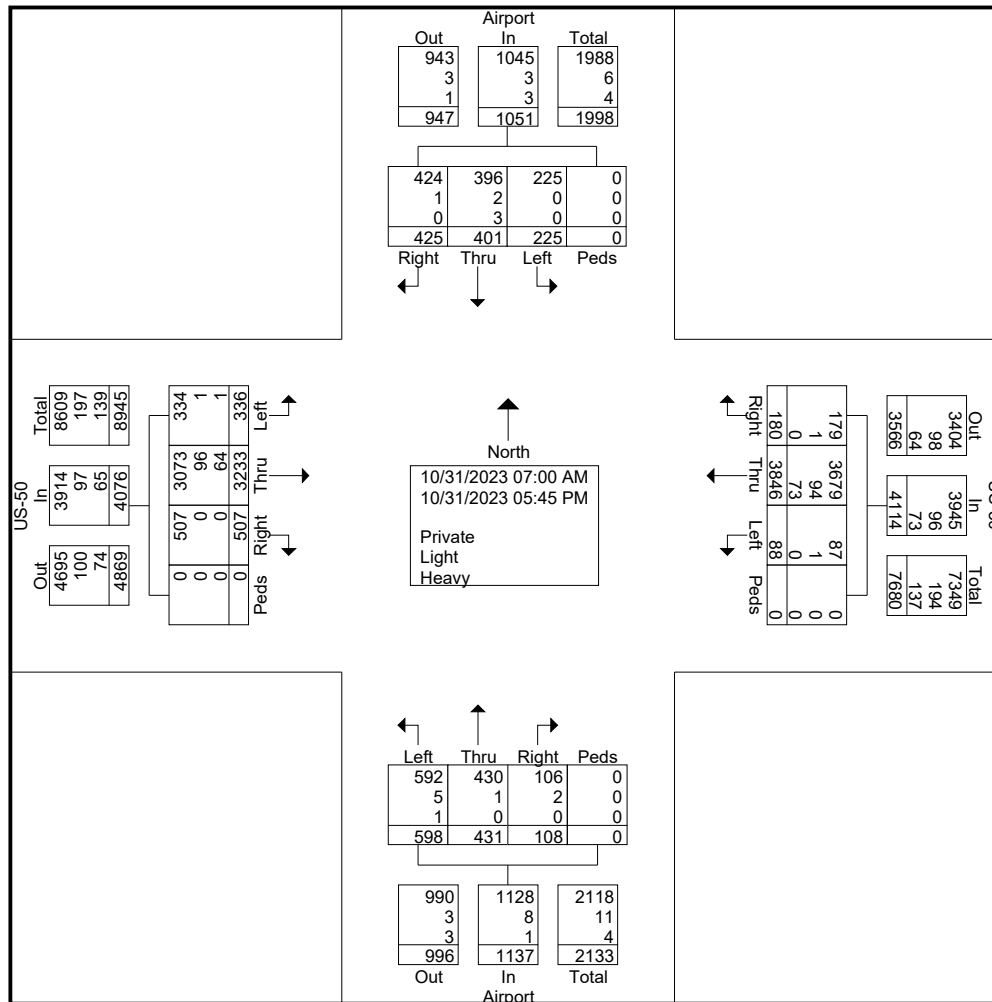 Airport
Out In Total
943 1045 1988
3 3 6
1 3 4
947 1051 1998
424 396 225 0
1 2 0 0
0 3 0 0
425 401 225 0
Right Thru Left Peds
US-50
Total In Out
8609 3914 4695
197 97 100
139 65 74
8945 4076 4869
334 3073 507 0
1 96 0 0
1 64 0 0
336 3233 507 0
Left Thru Right Peds
North
10/31/2023 07:00 AM
10/31/2023 05:45 PM
Private
Light
Heavy
Right Thru Left Peds
180 3846 88 0
0 73 0 0
1 94 1 0
179 3679 87 0
3566 4114 7680
64 73 137
98 96 194
3404 3945 7349
Out In Total
Left Thru Right Peds
592 430 106 0
5 1 2 0
1 0 0 0
598 431 108 0
990 1128 2118
3 8 11
3 1 4
996 1137 2133
Out In Total
Airport